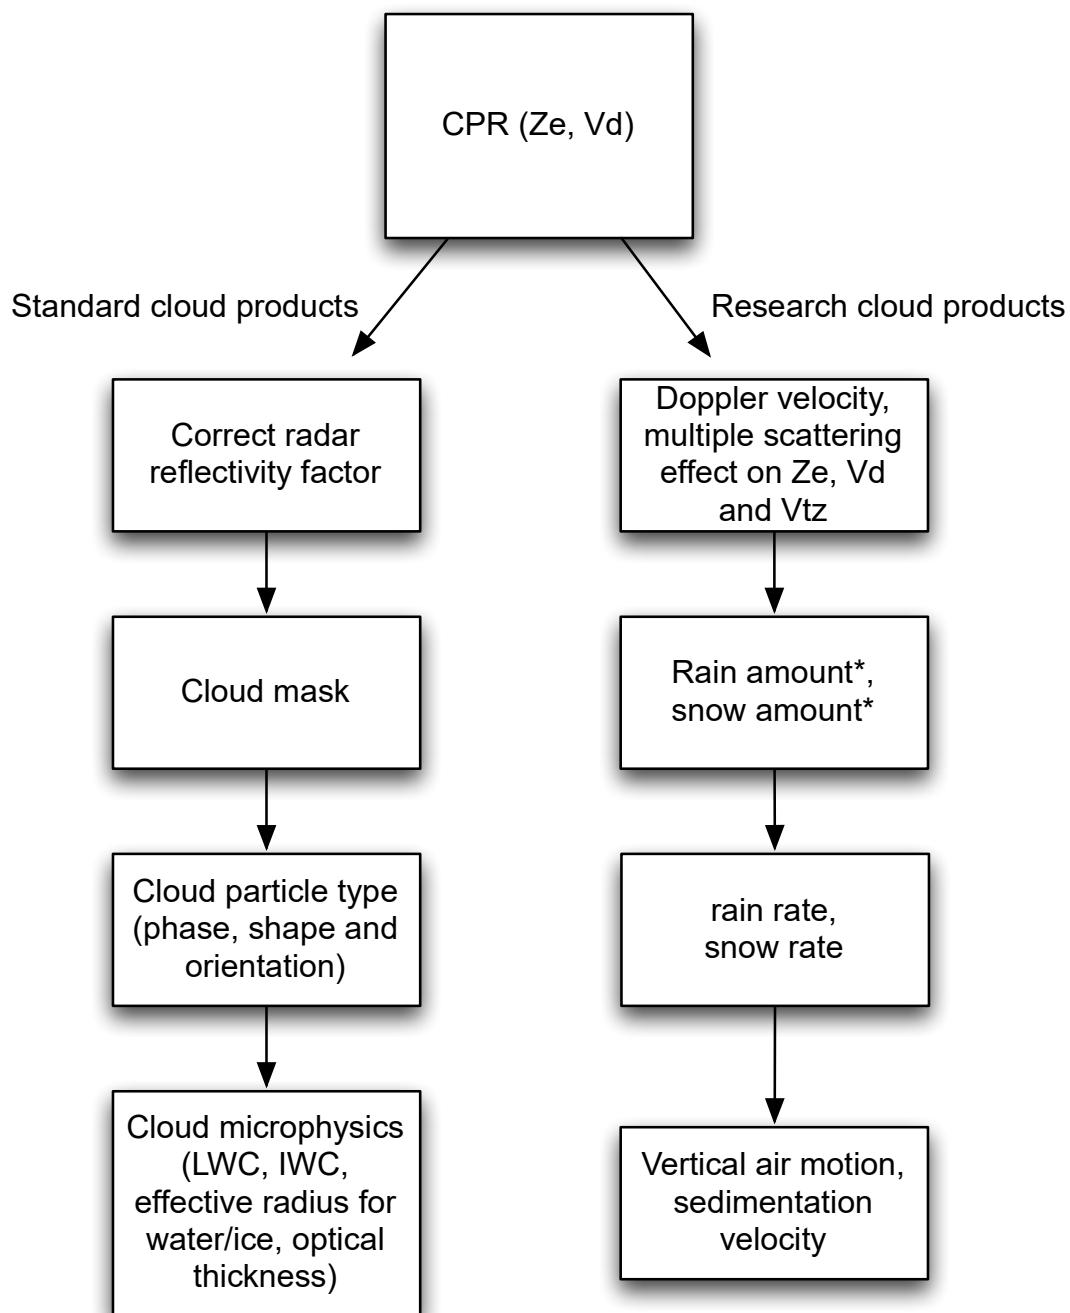 CPR (Ze, Vd)
Standard cloud products
Research cloud products
Correct radar
reflectivity factor
Doppler velocity,
multiple scattering
effect on Ze, Vd
and Vtz
Cloud mask
Rain amount*,
snow amount*
Cloud particle type
(phase, shape and
orientation)
rain rate,
snow rate
Cloud microphysics
(LWC, IWC,
effective radius for
water/ice, optical
thickness)
Vertical air motion,
sedimentation
velocity